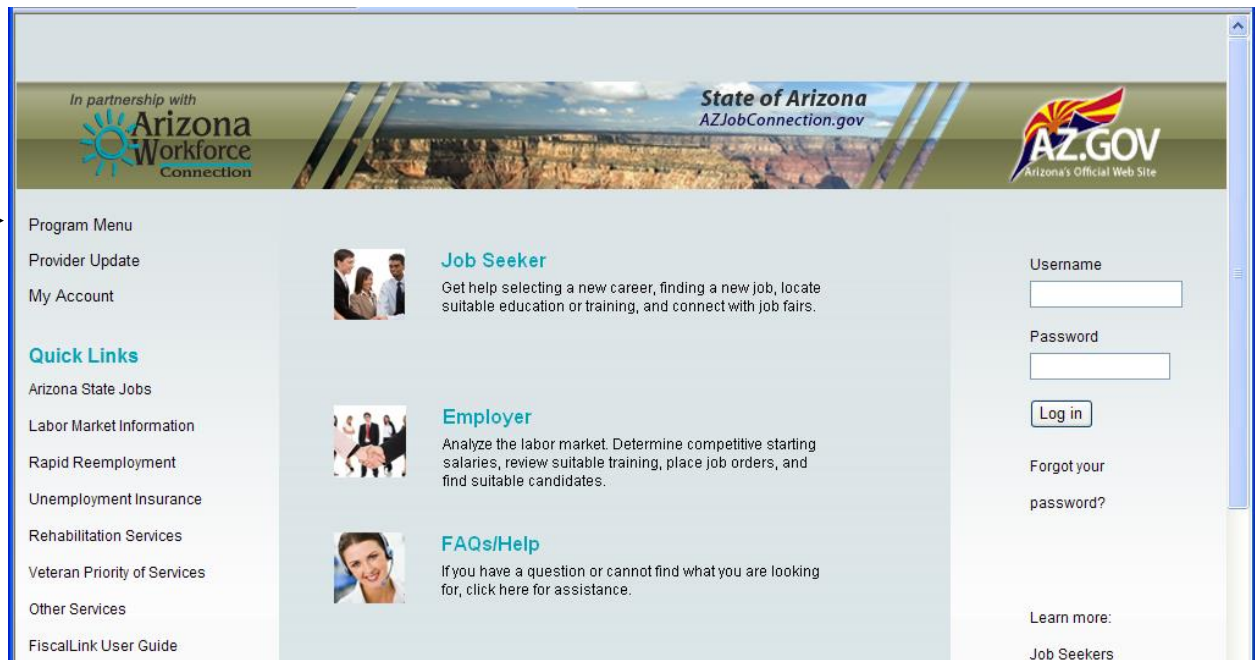 In partnership with
Arizona
Workforce
Connection
State of Arizona
AZJobConnection.gov
AZ.GOV
Arizona's Official Web Site
Program Menu
Provider Update
My Account
Quick Links
Arizona State Jobs
Labor Market Information
Rapid Reemployment
Unemployment Insurance
Rehabilitation Services
Veteran Priority of Services
Other Services
FiscalLink User Guide
Job Seeker
Get help selecting a new career, finding a new job, locate
suitable education or training, and connect with job fairs.
Employer
Analyze the labor market. Determine competitive starting
salaries, review suitable training, place job orders, and
find suitable candidates.
FAQs/Help
If you have a question or cannot find what you are looking
for, click here for assistance.
Username
Password
Log in
Forgot your
password?
Learn more:
Job Seekers